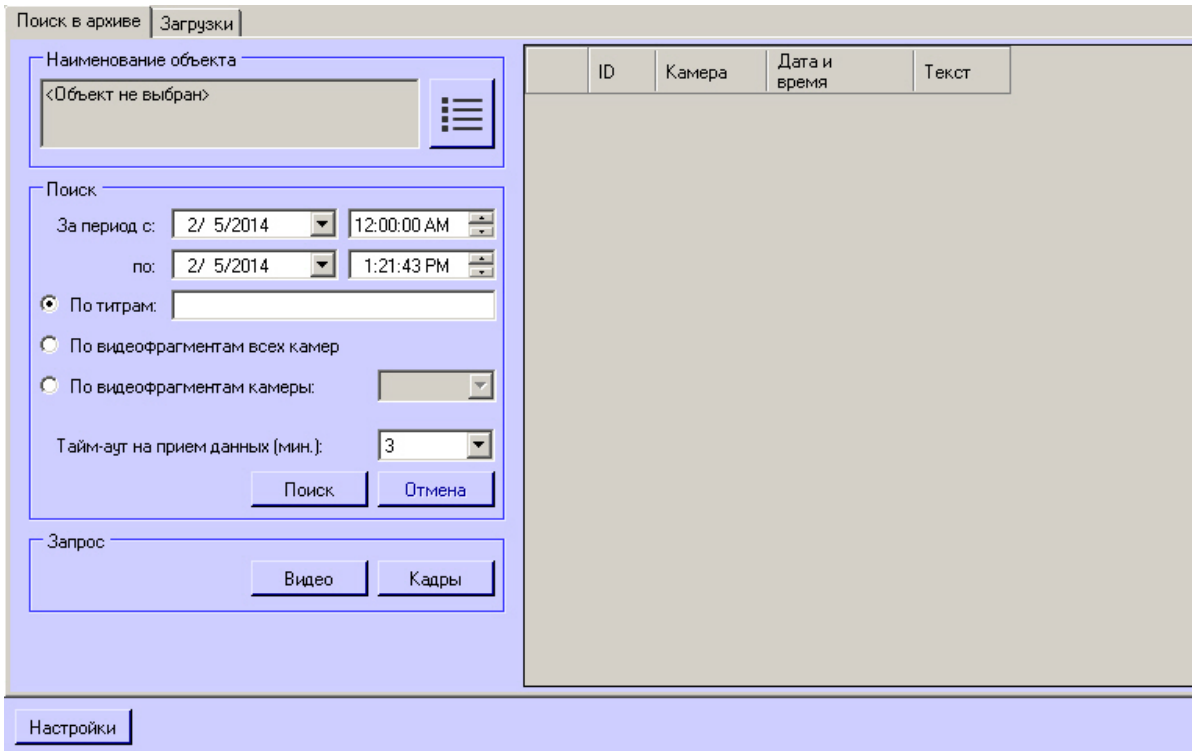 Поиск в архиве Загрузки
Наименование объекта
<Объект не выбран>
Поиск
За период с: 2/ 5/2014 12:00:00 AM
по: 2/ 5/2014 1:21:43 PM
По титрам:
По видеофрагментам всех камер
По видеофрагментам камеры:
Тайм-аут на прием данных (мин.): 3
Поиск Отмена
Запрос
Видео Кадры
ID Камера Дата и время Текст
Настройки